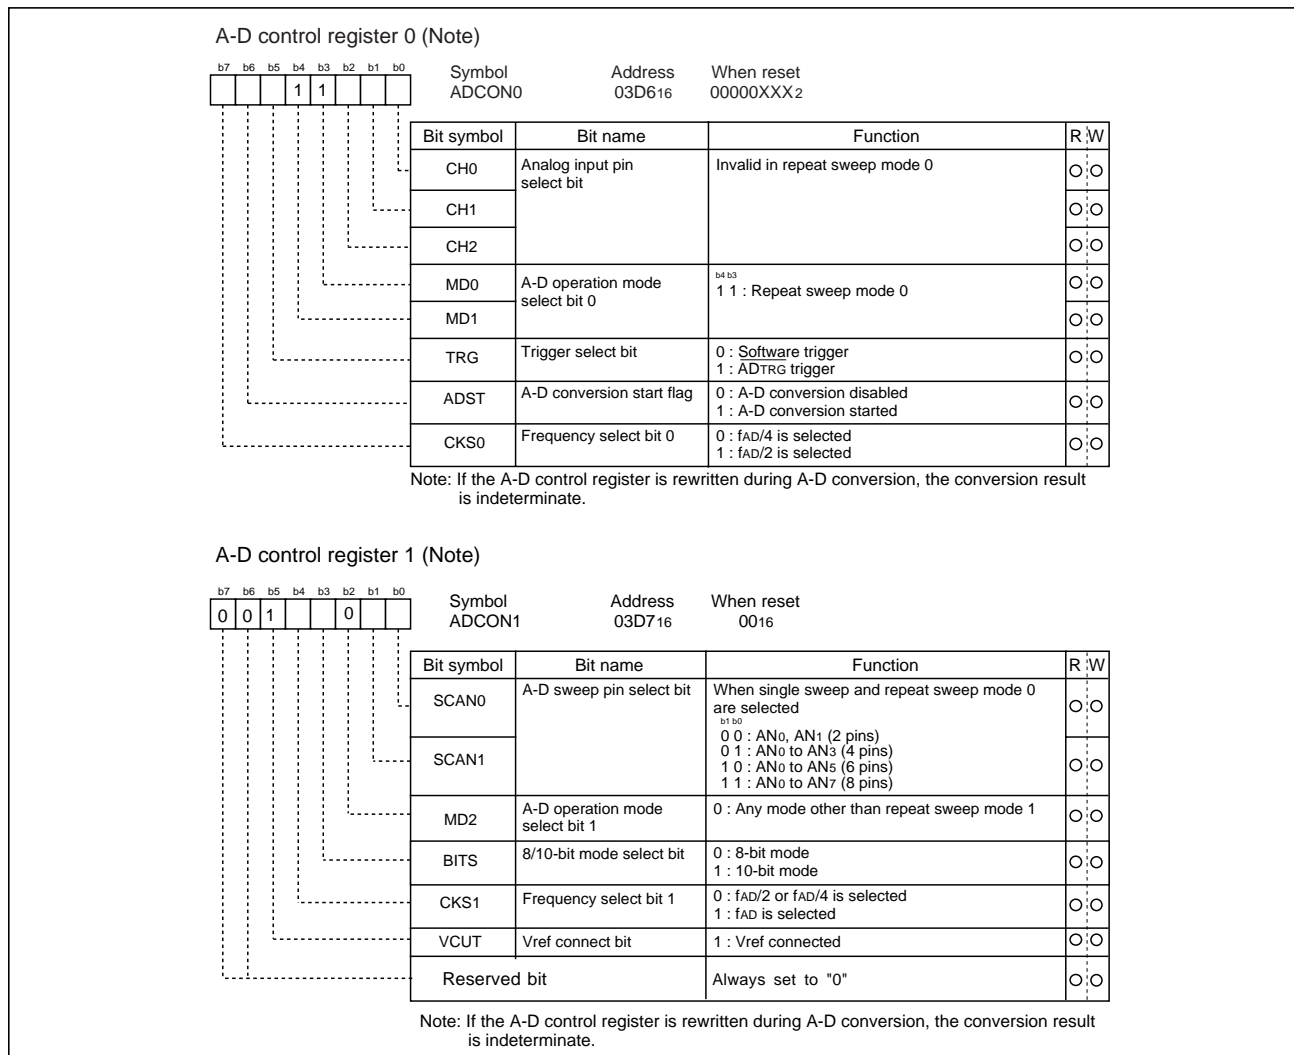 A-D control register 0 (Note)
b7 b6 b5 b4 b3 b2 b1 b0
1 1
Symbol Address When reset
ADCON0 03D616 00000XXX2
Bit symbol Bit name Function R W
CH0 Analog input pin select bit Invalid in repeat sweep mode 0
CH1
CH2
MD0 A-D operation mode select bit 0 b4 b3
1 1 : Repeat sweep mode 0
MD1
TRG Trigger select bit 0 : Software trigger
1 : ADTRG trigger
ADST A-D conversion start flag 0 : A-D conversion disabled
1 : A-D conversion started
CKS0 Frequency select bit 0 0 : fAD/4 is selected
1 : fAD/2 is selected
Note: If the A-D control register is rewritten during A-D conversion, the conversion result
is indeterminate.
A-D control register 1 (Note)
b7 b6 b5 b4 b3 b2 b1 b0
0 0 1 0
Symbol Address When reset
ADCON1 03D716 0016
Bit symbol Bit name Function R W
SCAN0 A-D sweep pin select bit When single sweep and repeat sweep mode 0
are selected
b1 b0
0 0 : AN0, AN1 (2 pins)
0 1 : AN0 to AN3 (4 pins)
SCAN1 1 0 : AN0 to AN5 (6 pins)
1 1 : AN0 to AN7 (8 pins)
MD2 A-D operation mode select bit 1 0 : Any mode other than repeat sweep mode 1
BITS 8/10-bit mode select bit 0 : 8-bit mode
1 : 10-bit mode
CKS1 Frequency select bit 1 0 : fAD/2 or fAD/4 is selected
1 : fAD is selected
VCUT Vref connect bit 1 : Vref connected
Reserved bit Always set to "0"
Note: If the A-D control register is rewritten during A-D conversion, the conversion result
is indeterminate.